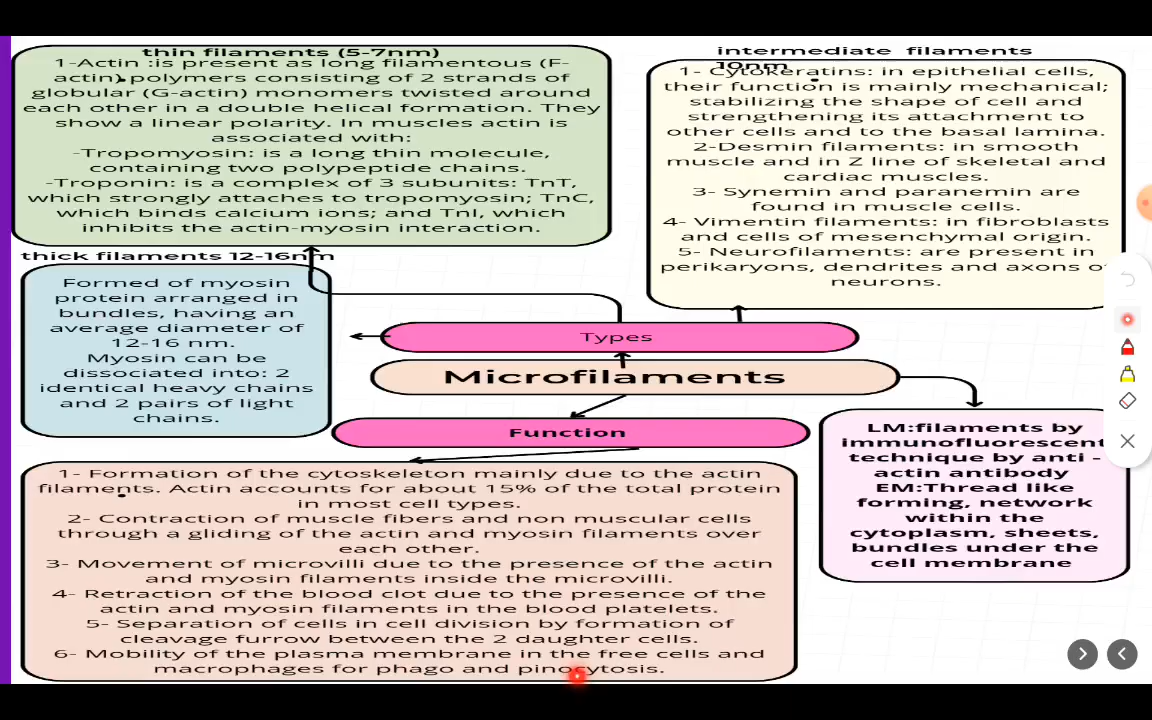 thin filaments (5-7nm)
1-Actin :is present as long filamentous (F-
actin) polymers consisting of 2 strands of
globular (G-actin) monomers twisted around
each other in a double helical formation. They
show a linear polarity. In muscles actin is
associated with:
-Tropomyosin: is a long thin molecule,
containing two polypeptide chains.
-Troponin: is a complex of 3 subunits: TnT,
which strongly attaches to tropomyosin; TnC,
which binds calcium ions; and TnI, which
inhibits the actin-myosin interaction.
intermediate filaments
10nm
1- Cytokeratins: in epithelial cells,
their function is mainly mechanical;
stabilizing the shape of cell and
strengthening its attachment to
other cells and to the basal lamina.
2-Desmin filaments: in smooth
muscle and in Z line of skeletal and
cardiac muscles.
3- Synemin and paranemin are
found in muscle cells.
4- Vimentin filaments: in fibroblasts
and cells of mesenchymal origin.
5- Neurofilaments: are present in
perikaryons, dendrites and axons of
neurons.
thick filaments 12-16nm
Formed of myosin
protein arranged in
bundles, having an
average diameter of
12-16 nm.
Myosin can be
dissociated into: 2
identical heavy chains
and 2 pairs of light
chains.
Types
Microfilaments
Function
1- Formation of the cytoskeleton mainly due to the actin
filaments. Actin accounts for about 15% of the total protein
in most cell types.
2- Contraction of muscle fibers and non muscular cells
through a gliding of the actin and myosin filaments over
each other.
3- Movement of microvilli due to the presence of the actin
and myosin filaments inside the microvilli.
4- Retraction of the blood clot due to the presence of the
actin and myosin filaments in the blood platelets.
5- Separation of cells in cell division by formation of
cleavage furrow between the 2 daughter cells.
6- Mobility of the plasma membrane in the free cells and
macrophages for phago and pinocytosis.
LM:filaments by
immunofluorescent
technique by anti -
actin antibody
EM:Thread like
forming, network
within the
cytoplasm, sheets,
bundles under the
cell membrane